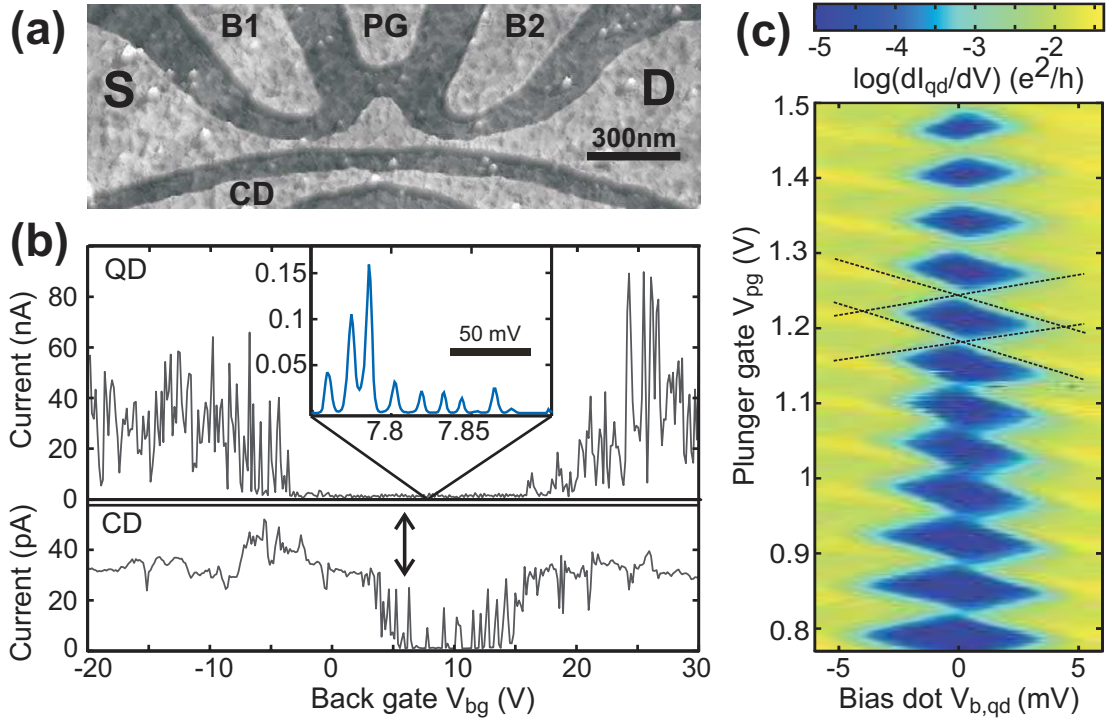 (a)
B1
PG
B2
S
D
300nm
CD
(b)
QD
Current (nA)
80
60
40
20
0
0.15
0.1
0.05
50 mV
7.8
7.85
CD
Current (pA)
40
20
0
-20
-10
0
10
20
30
Back gate V_bg (V)
(c)
-5
-4
-3
-2
log(dI_qd/dV) (e²/h)
Plunger gate V_pg (V)
1.5
1.4
1.3
1.2
1.1
1
0.9
0.8
-5
0
5
Bias dot V_b,qd (mV)